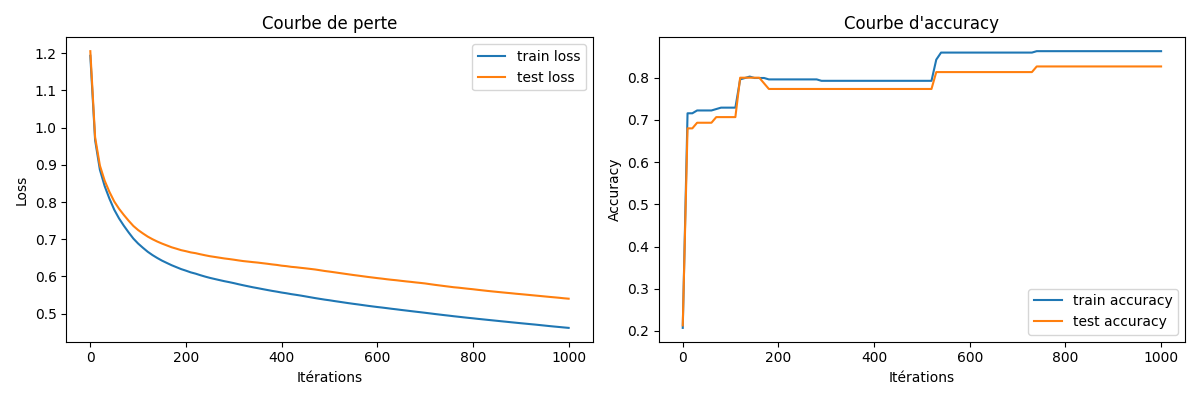 Courbe de perte
1.2
1.1
1.0
0.9
0.8
0.7
0.6
0.5
Loss
train loss
test loss
0 200 400 600 800 1000
Itérations
Courbe d'accuracy
0.8
0.7
0.6
0.5
0.4
0.3
0.2
Accuracy
train accuracy
test accuracy
0 200 400 600 800 1000
Itérations